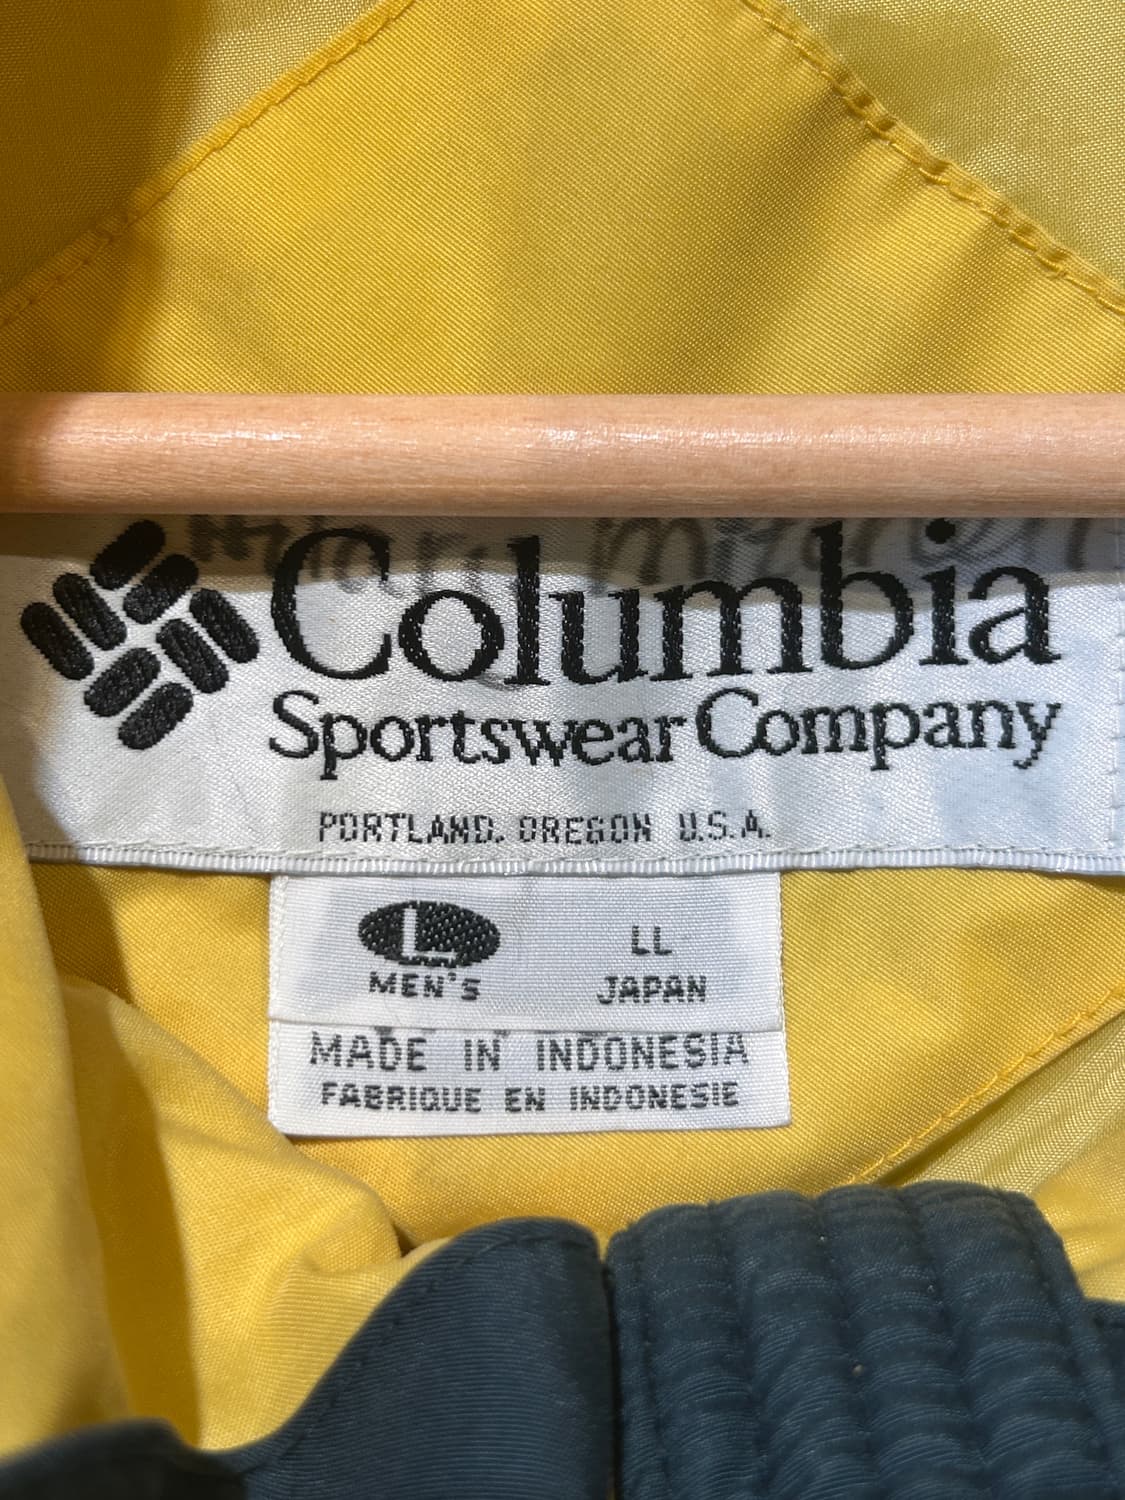 Columbia
Sportswear Company
PORTLAND. OREGON U.S.A.
L LL
MEN'S JAPAN
MADE IN INDONESIA
FABRIQUE EN INDONESIE